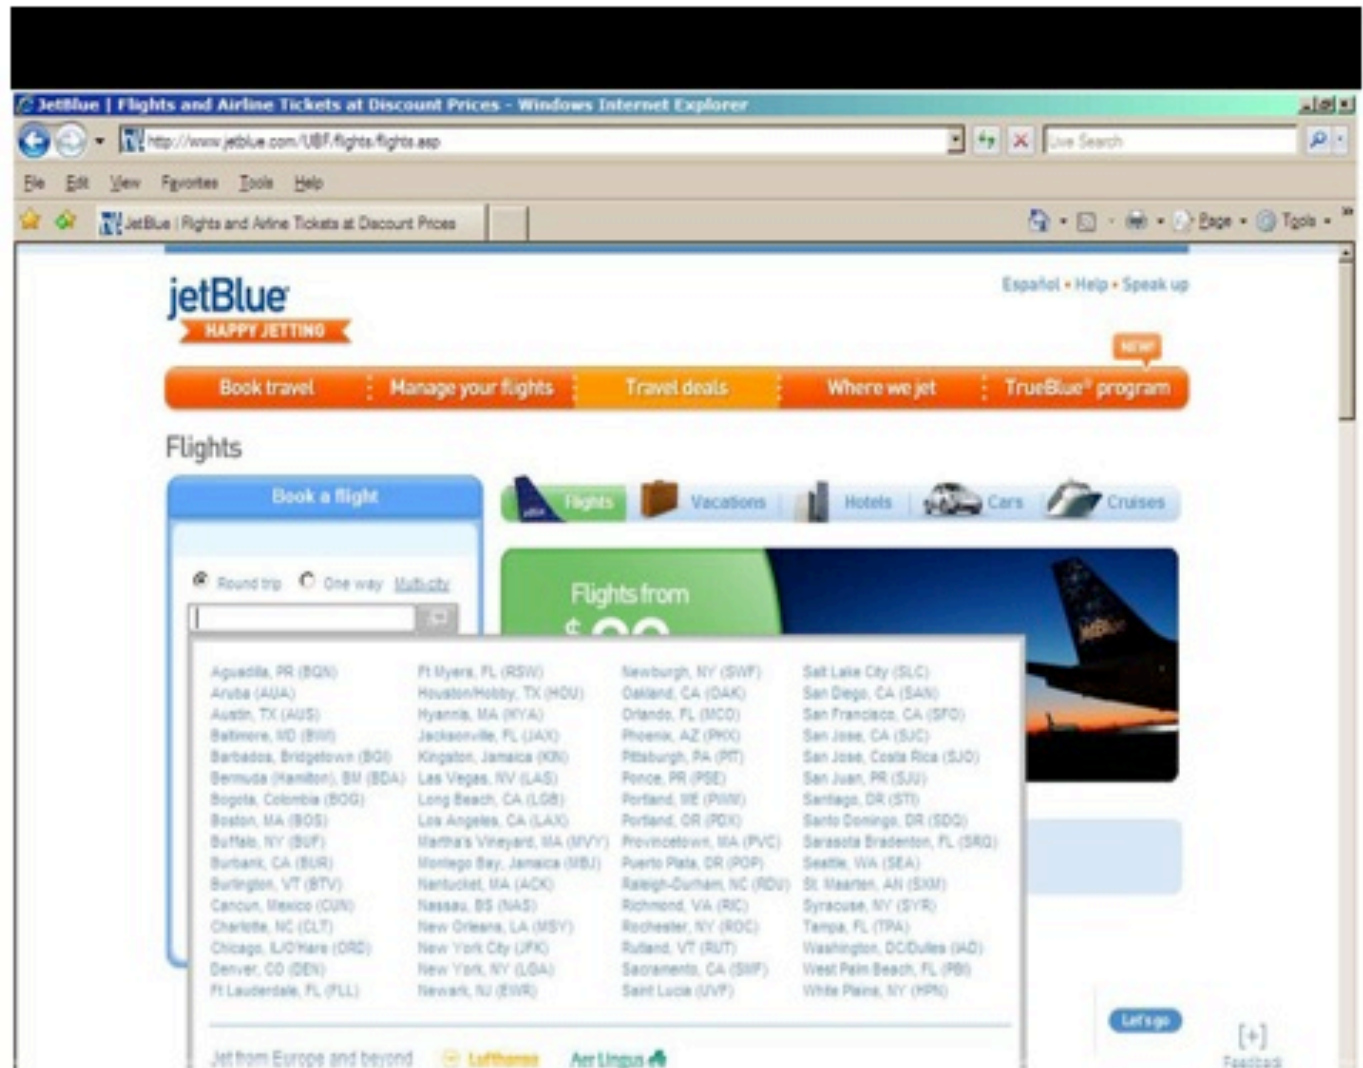 JetBlue | Flights and Airline Tickets at Discount Prices - Windows Internet Explorer
http://www.jetblue.com/UBF/flights/flights.asp
Live Search
File Edit View Favorites Tools Help
JetBlue | Flights and Airline Tickets at Discount Prices
Page Tools
jetBlue
HAPPY JETTING
Español • Help • Speak up
NEW!
Book travel Manage your flights Travel deals Where we jet TrueBlue® program
Flights
Book a flight
Flights Vacations Hotels Cars Cruises
Round trip One way Multi-city
Flights from
jetBlue
Aguadilla, PR (BQN) Ft Myers, FL (RSW) Newburgh, NY (SWF) Salt Lake City (SLC)
Aruba (AUA) Houston/Hobby, TX (HOU) Oakland, CA (OAK) San Diego, CA (SAN)
Austin, TX (AUS) Hyannis, MA (HYA) Orlando, FL (MCO) San Francisco, CA (SFO)
Baltimore, MD (BWI) Jacksonville, FL (JAX) Phoenix, AZ (PHX) San Jose, CA (SJC)
Barbados, Bridgetown (BGI) Kingston, Jamaica (KIN) Pittsburgh, PA (PIT) San Jose, Costa Rica (SJO)
Bermuda (Hamilton), BM (BDA) Las Vegas, NV (LAS) Ponce, PR (PSE) San Juan, PR (SJU)
Bogota, Colombia (BOG) Long Beach, CA (LGB) Portland, ME (PWM) Santiago, DR (STI)
Boston, MA (BOS) Los Angeles, CA (LAX) Portland, OR (PDX) Santo Domingo, DR (SDQ)
Buffalo, NY (BUF) Martha's Vineyard, MA (MVY) Provincetown, MA (PVC) Sarasota Bradenton, FL (SRQ)
Burbank, CA (BUR) Montego Bay, Jamaica (MBJ) Puerto Plata, DR (POP) Seattle, WA (SEA)
Burlington, VT (BTV) Nantucket, MA (ACK) Raleigh-Durham, NC (RDU) St. Maarten, AN (SXM)
Cancun, Mexico (CUN) Nassau, BS (NAS) Richmond, VA (RIC) Syracuse, NY (SYR)
Charlotte, NC (CLT) New Orleans, LA (MSY) Rochester, NY (ROC) Tampa, FL (TPA)
Chicago, IL/O'Hare (ORD) New York City (JFK) Rutland, VT (RUT) Washington, DC/Dulles (IAD)
Denver, CO (DEN) New York, NY (LGA) Sacramento, CA (SMF) West Palm Beach, FL (PBI)
Ft Lauderdale, FL (FLL) Newark, NJ (EWR) Saint Lucia (UVF) White Plains, NY (HPN)
Let's go
[+]
Feedback
Jet from Europe and beyond Lufthansa Aer Lingus